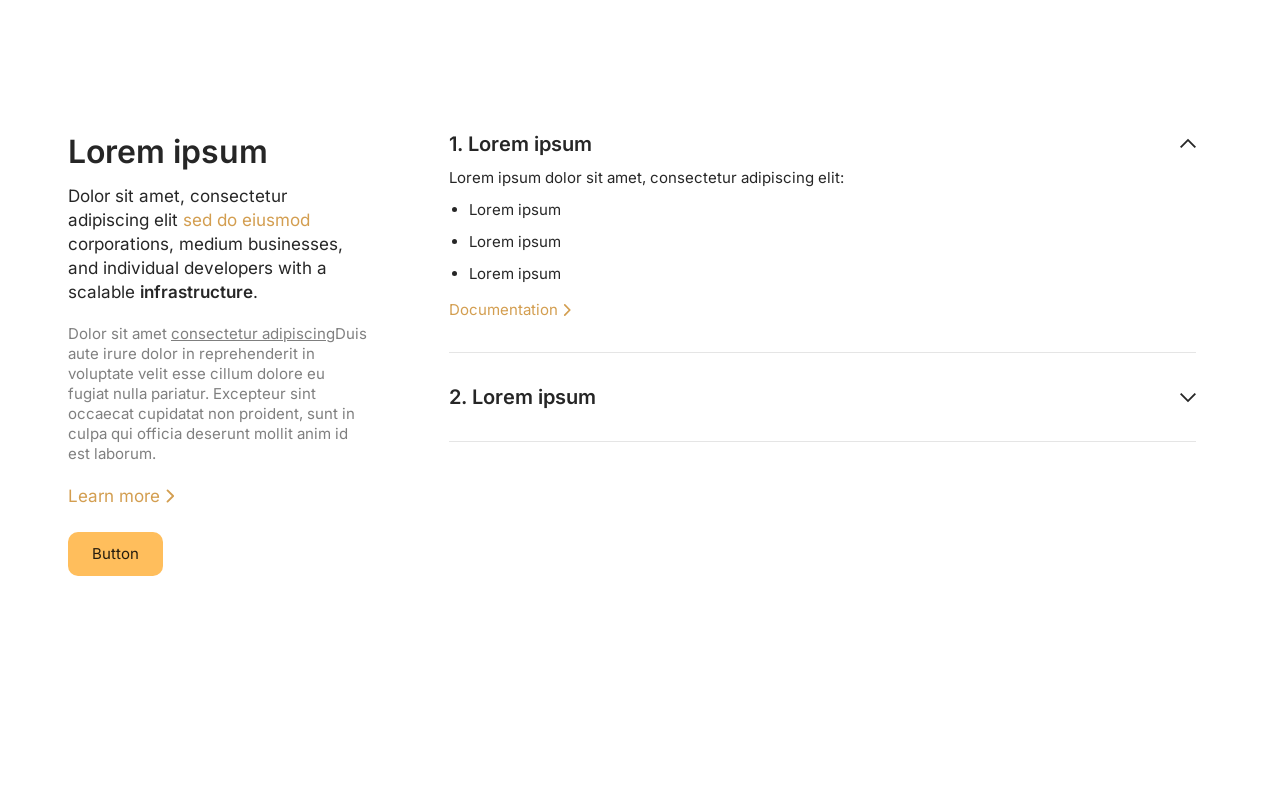 Lorem ipsum
Dolor sit amet, consectetur
adipiscing elit sed do eiusmod
corporations, medium businesses,
and individual developers with a
scalable infrastructure.
Dolor sit amet consectetur adipiscingDuis
aute irure dolor in reprehenderit in
voluptate velit esse cillum dolore eu
fugiat nulla pariatur. Excepteur sint
occaecat cupidatat non proident, sunt in
culpa qui officia deserunt mollit anim id
est laborum.
Learn more
Button
1. Lorem ipsum
Lorem ipsum dolor sit amet, consectetur adipiscing elit:
• Lorem ipsum
• Lorem ipsum
• Lorem ipsum
Documentation
2. Lorem ipsum